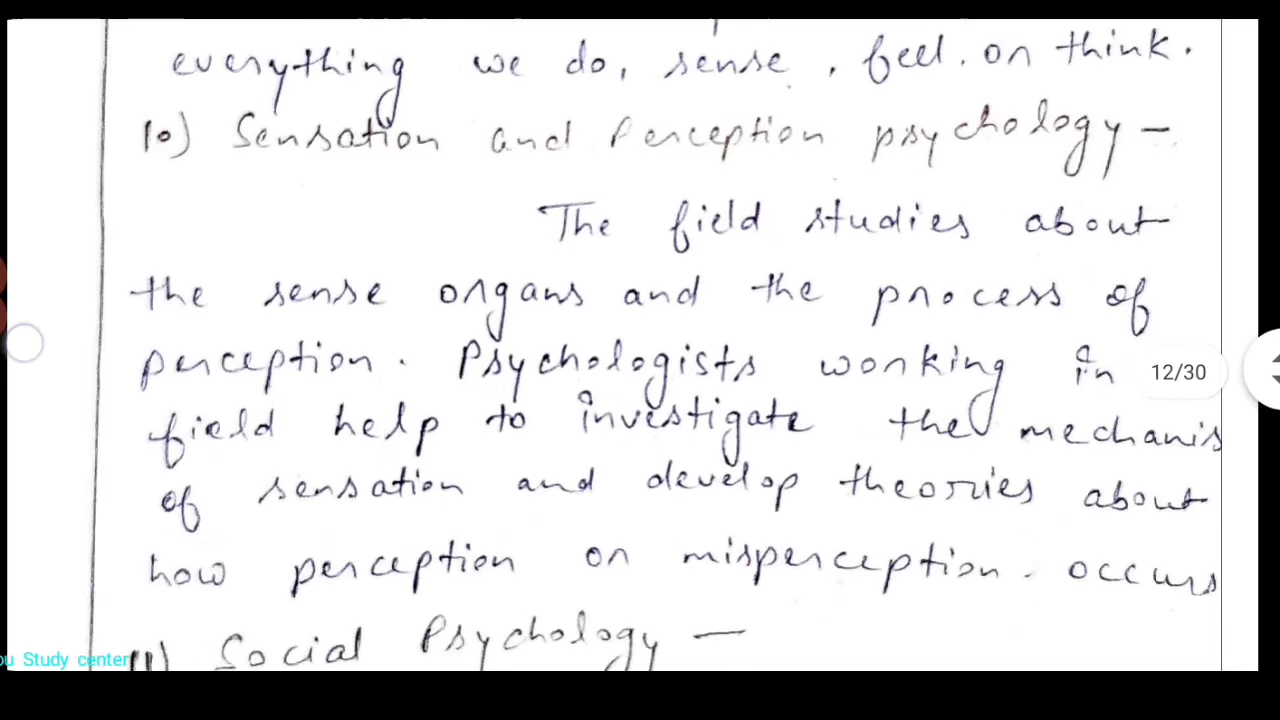 everything we do, sense, feel, or think.
10) Sensation and Perception psychology -
The field studies about
the sense organs and the process of
perception. Psychologists working in
12/30
field help to investigate the mechanis
of sensation and develop theories about
how perception or misperception. occurs
11) Social Psychology -
ou Study center